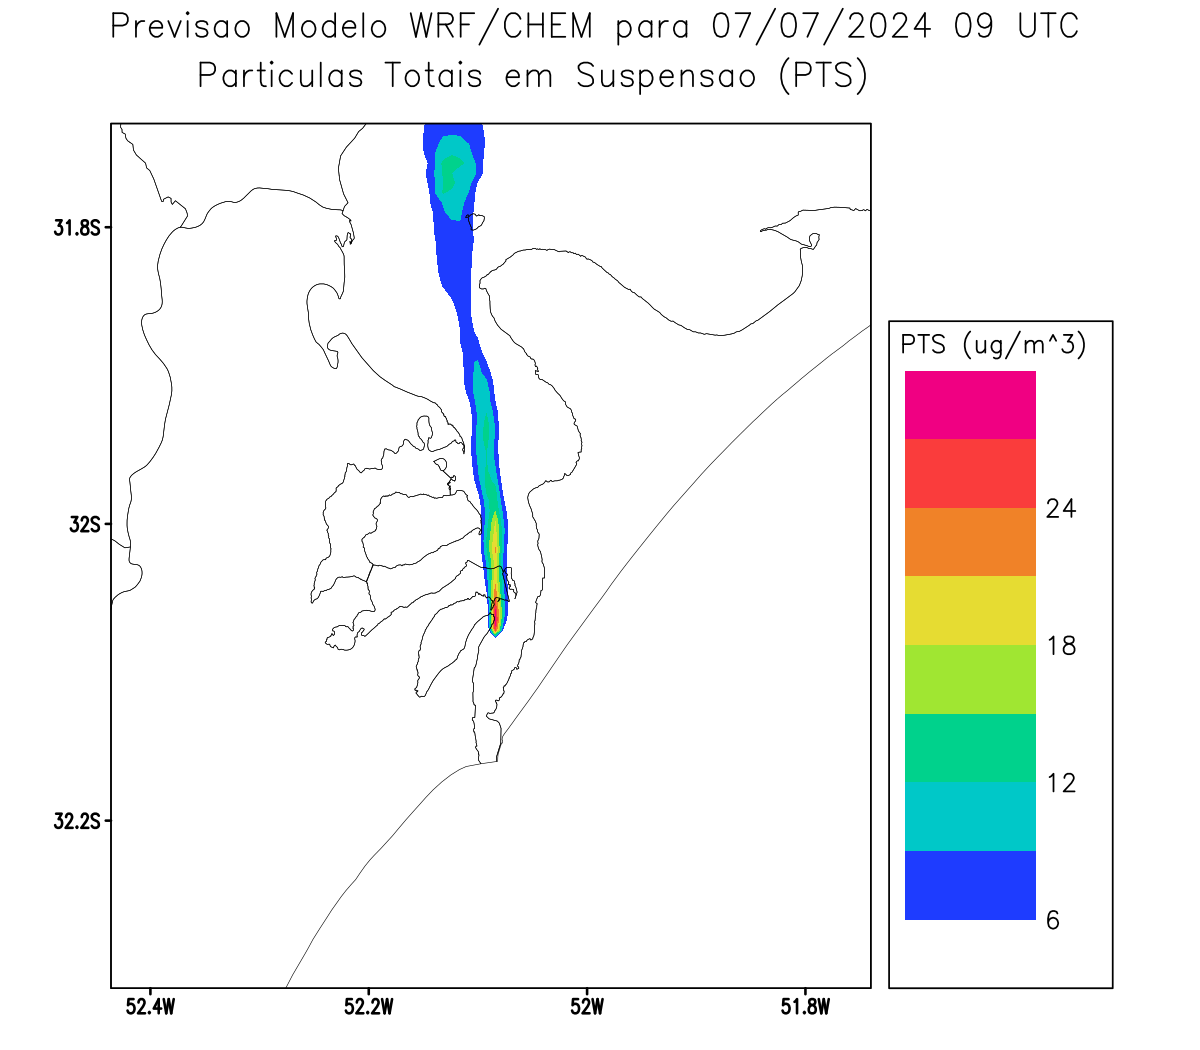 Previsao Modelo WRF/CHEM para 07/07/2024 09 UTC
Particulas Totais em Suspensao (PTS)
31.8S
32S
32.2S
52.4W 52.2W 52W 51.8W
PTS (ug/m^3)
24
18
12
6